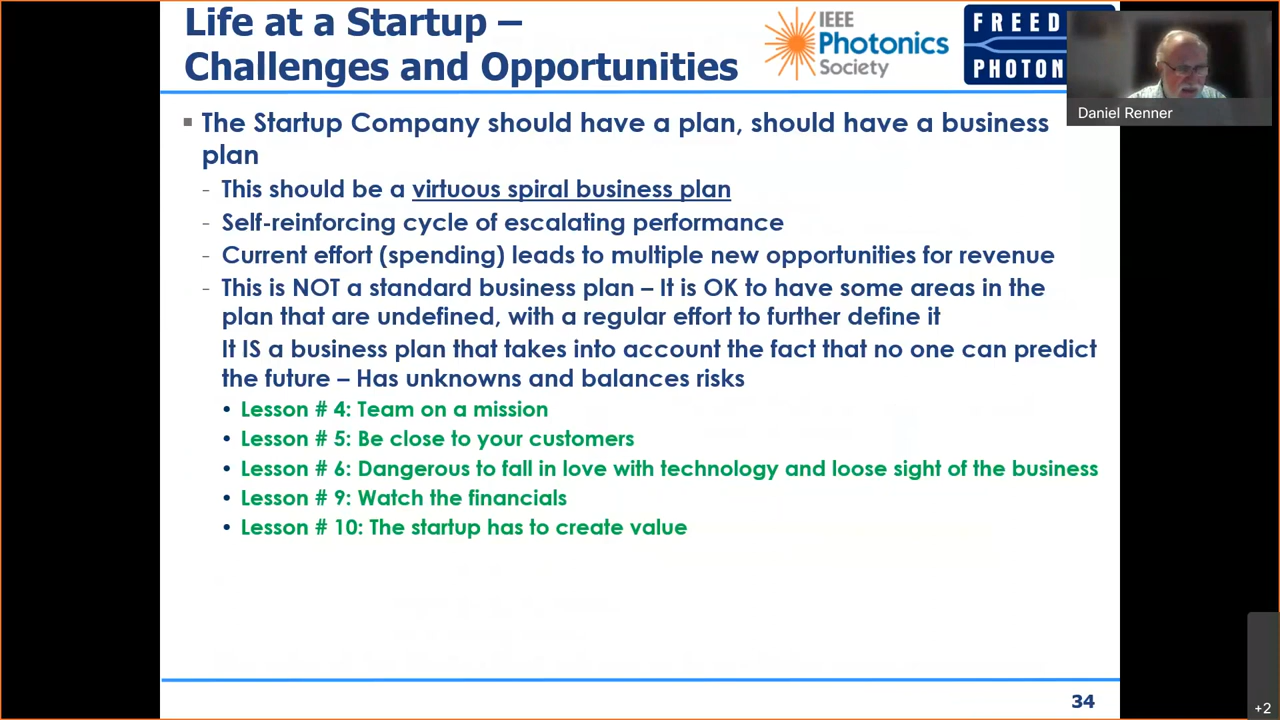 Life at a Startup –
Challenges and Opportunities
IEEE
Photonics
Society
FREED
PHOTON
Daniel Renner
▪ The Startup Company should have a plan, should have a business
plan
- This should be a virtuous spiral business plan
- Self-reinforcing cycle of escalating performance
- Current effort (spending) leads to multiple new opportunities for revenue
- This is NOT a standard business plan – It is OK to have some areas in the
plan that are undefined, with a regular effort to further define it
It IS a business plan that takes into account the fact that no one can predict
the future – Has unknowns and balances risks
• Lesson # 4: Team on a mission
• Lesson # 5: Be close to your customers
• Lesson # 6: Dangerous to fall in love with technology and loose sight of the business
• Lesson # 9: Watch the financials
• Lesson # 10: The startup has to create value
34
+2